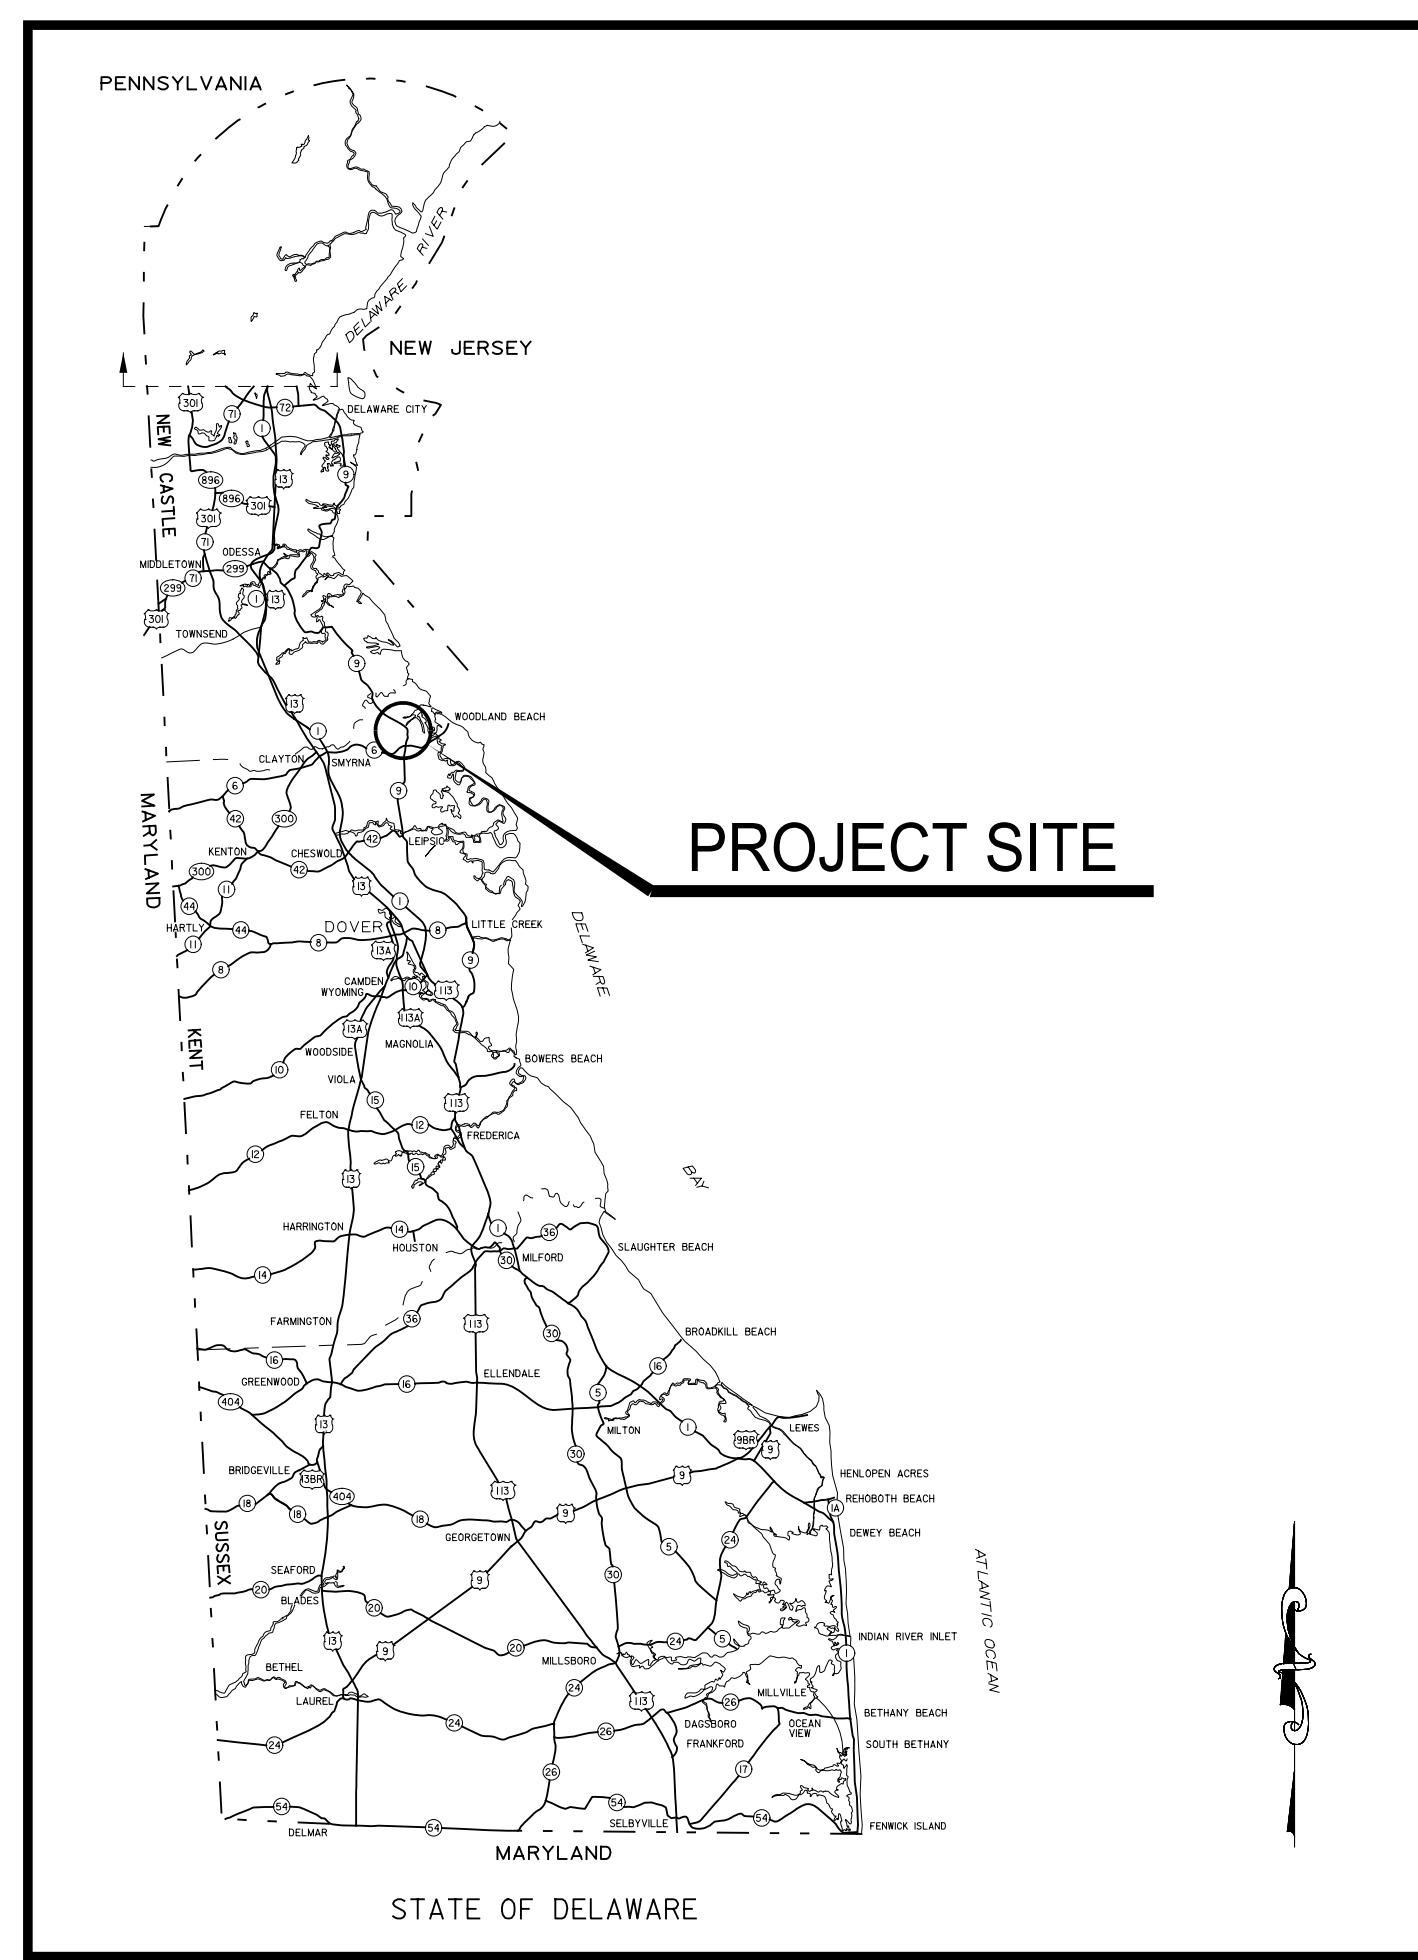 PENNSYLVANIA
DELAWARE RIVER
NEW JERSEY
301
71
1
72
DELAWARE CITY
NEW CASTLE
896
13
9
896
301
301
71
ODESSA
MIDDLETOWN
299
71
299
1
13
301
TOWNSEND
9
13
WOODLAND BEACH
1
6
CLAYTON
SMYRNA
6
9
MARYLAND
42
300
PROJECT SITE
42
LEIPSIC
KENTON
CHESWOLD
300
42
11
13
1
44
HARTLY
44
DOVER
8
LITTLE CREEK
DELAWARE
11
8
13A
9
8
CAMDEN
WYOMING
10
113
KENT
13A
113A
WOODSIDE
MAGNOLIA
BOWERS BEACH
10
VIOLA
15
113
FELTON
12
FREDERICA
12
15
13
BAY
HARRINGTON
14
1
36
HOUSTON
30
MILFORD
SLAUGHTER BEACH
14
FARMINGTON
36
113
30
BROADKILL BEACH
16
16
GREENWOOD
16
ELLENDALE
404
5
13
MILTON
1
9BR
9
LEWES
30
BRIDGEVILLE
13BR
9
HENLOPEN ACRES
404
113
REHOBOTH BEACH
18
18
18
9
1A
GEORGETOWN
DEWEY BEACH
SUSSEX
24
5
ATLANTIC OCEAN
SEAFORD
20
9
30
BLADES
20
13
9
20
24
5
INDIAN RIVER INLET
MILLSBORO
1
BETHEL
24
LAUREL
113
26
MILLVILLE
24
26
DAGSBORO
OCEAN VIEW
BETHANY BEACH
24
FRANKFORD
SOUTH BETHANY
26
17
54
54
54
DELMAR
54
SELBYVILLE
FENWICK ISLAND
MARYLAND
STATE OF DELAWARE